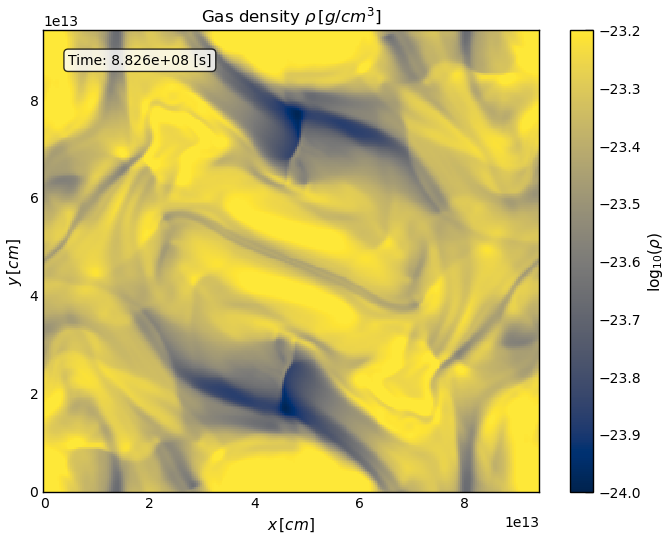 Gas density ρ [g/cm³]
1e13
Time: 8.826e+08 [s]
8
6
4
2
0
y [cm]
0 2 4 6 8
1e13
x [cm]
−23.2
−23.3
−23.4
−23.5
−23.6
−23.7
−23.8
−23.9
−24.0
log₁₀(ρ)